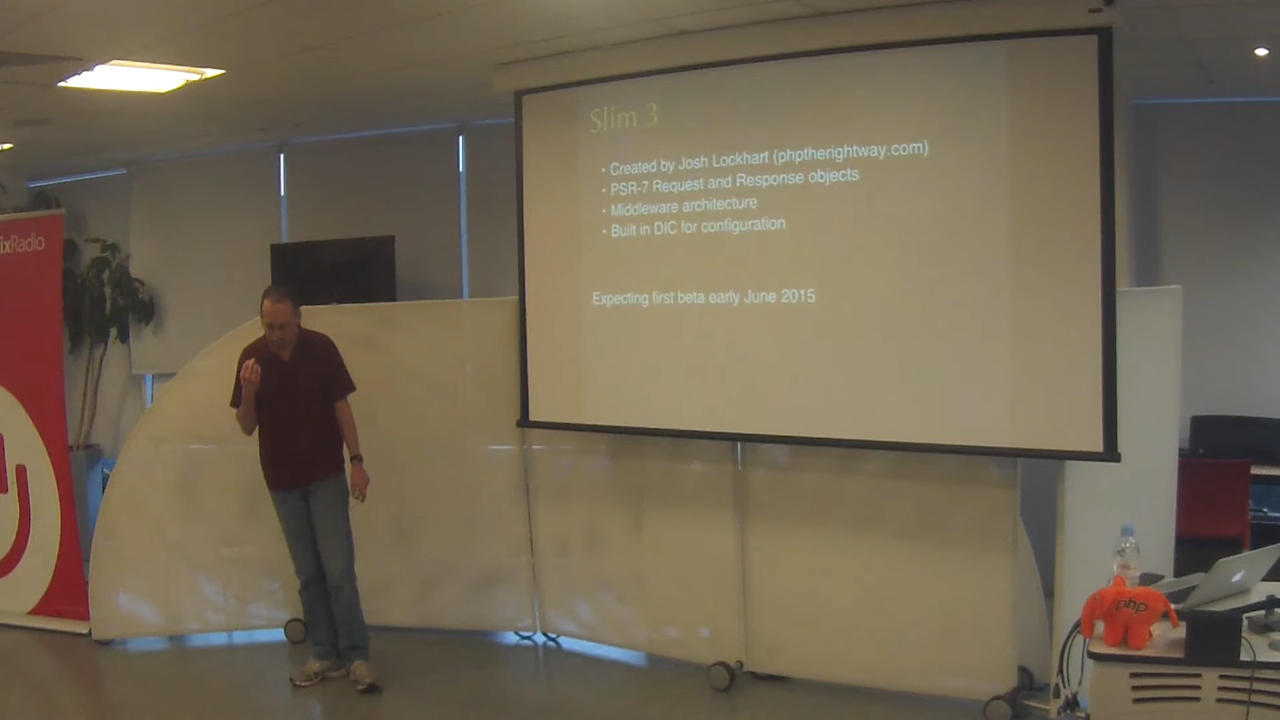 ixRadio
Slim 3
• Created by Josh Lockhart (phptherightway.com)
• PSR-7 Request and Response objects
• Middleware architecture
• Built in DIC for configuration
Expecting first beta early June 2015
php